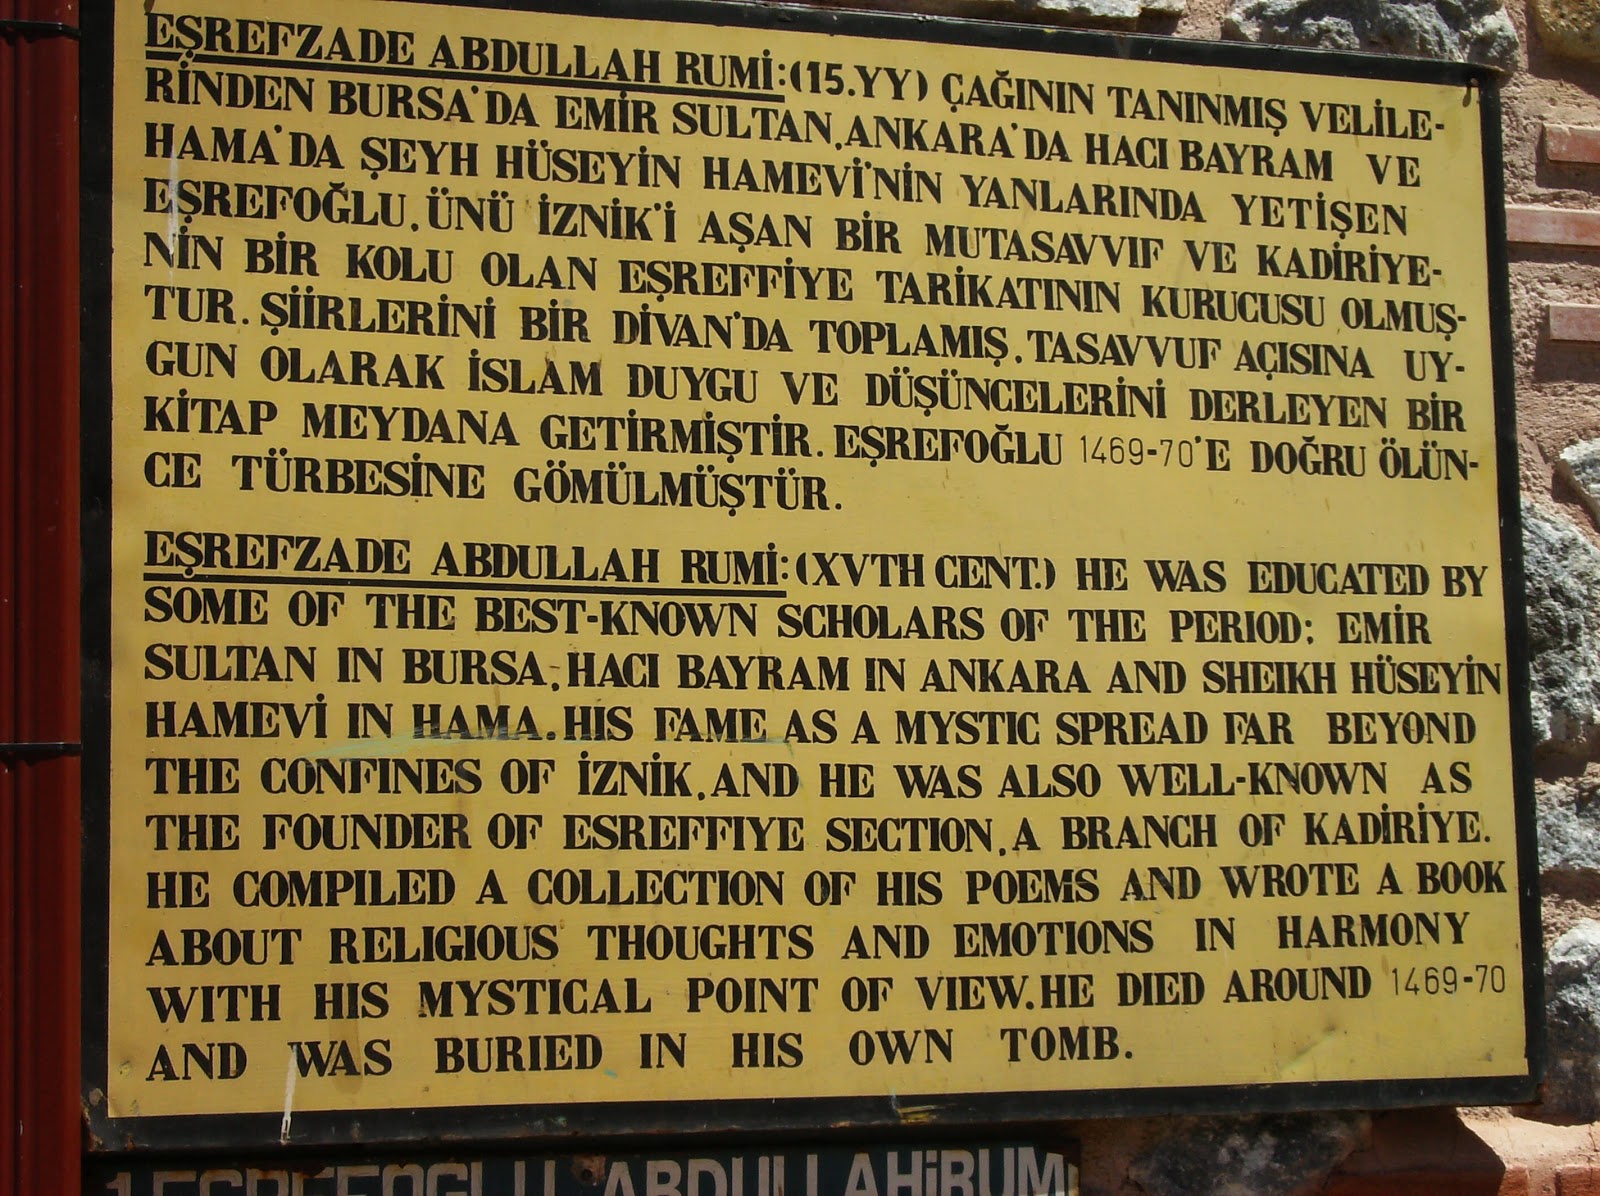 EŞREFZADE ABDULLAH RUMİ:(15.YY) ÇAĞININ TANINMIŞ VELİLE-
RİNDEN BURSA'DA EMİR SULTAN,ANKARA'DA HACI BAYRAM VE
HAMA'DA ŞEYH HÜSEYİN HAMEVİ'NİN YANLARINDA YETİŞEN
EŞREFOĞLU,ÜNÜ İZNİK'İ AŞAN BİR MUTASAVVIF VE KADİRİYE-
NİN BİR KOLU OLAN EŞREFFİYE TARİKATININ KURUCUSU OLMUŞ-
TUR. ŞİİRLERİNİ BİR DİVAN'DA TOPLAMIŞ,TASAVVUF AÇISINA UY-
GUN OLARAK İSLAM DUYGU VE DÜŞÜNCELERİNİ DERLEYEN BİR
KİTAP MEYDANA GETİRMİŞTİR. EŞREFOĞLU 1469-70'E DOĞRU ÖLÜN-
CE TÜRBESİNE GÖMÜLMÜŞTÜR.
EŞREFZADE ABDULLAH RUMİ:(XVTH CENT.) HE WAS EDUCATED BY
SOME OF THE BEST-KNOWN SCHOLARS OF THE PERIOD; EMİR
SULTAN IN BURSA,HACI BAYRAM IN ANKARA AND SHEIKH HÜSEYİN
HAMEVİ IN HAMA.HIS FAME AS A MYSTIC SPREAD FAR BEYOND
THE CONFINES OF İZNİK,AND HE WAS ALSO WELL-KNOWN AS
THE FOUNDER OF ESREFFIYE SECTION,A BRANCH OF KADİRİYE.
HE COMPILED A COLLECTION OF HIS POEMS AND WROTE A BOOK
ABOUT RELIGIOUS THOUGHTS AND EMOTIONS IN HARMONY
WITH HIS MYSTICAL POINT OF VIEW.HE DIED AROUND 1469-70
AND WAS BURIED IN HIS OWN TOMB.
EŞREFOĞLU ABDULLAHİRUMİ